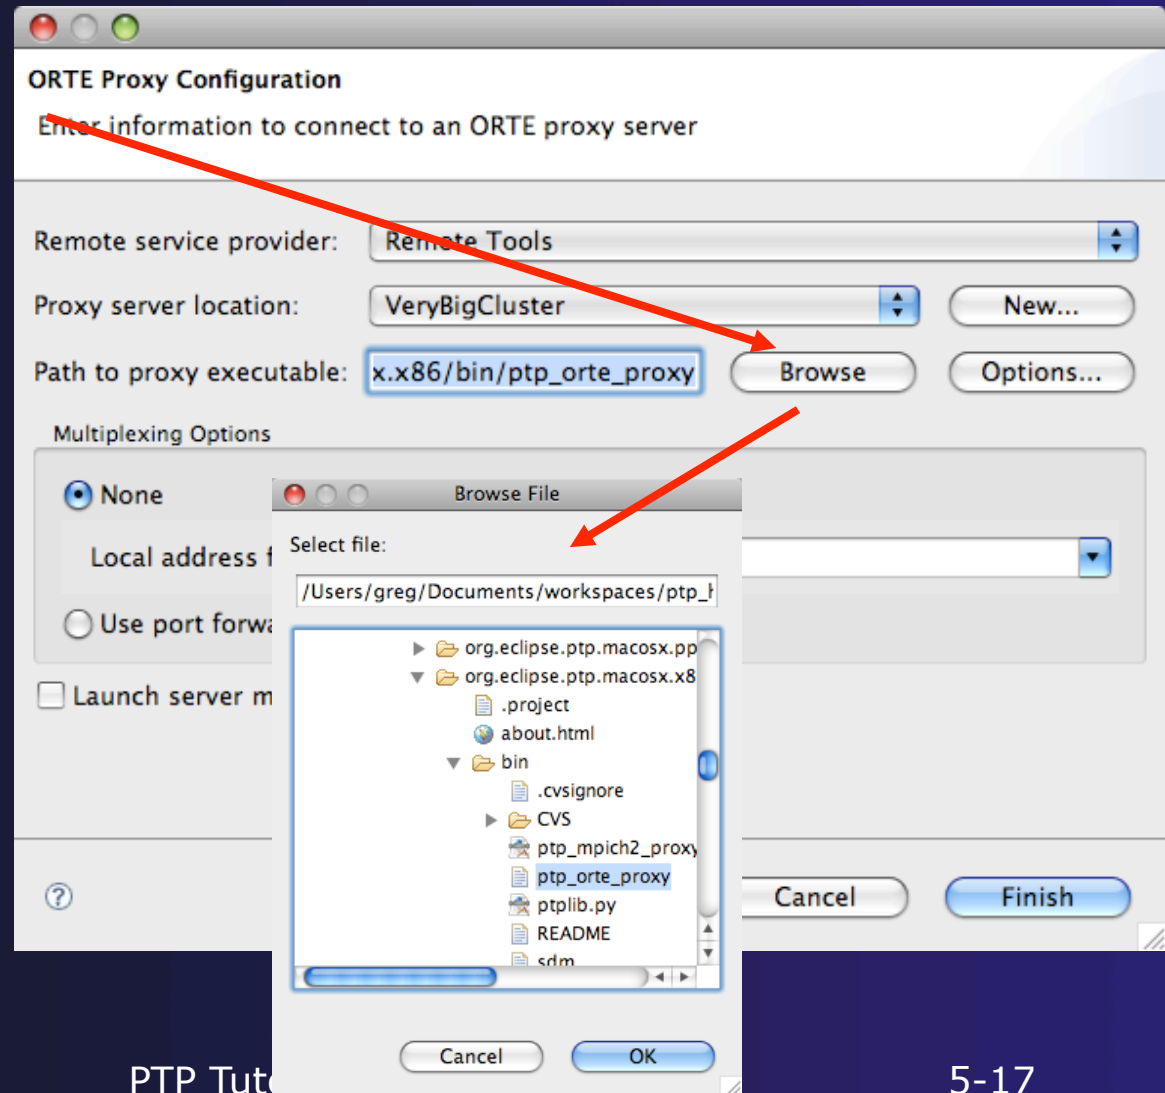 ORTE Proxy Configuration
Enter information to connect to an ORTE proxy server
Remote service provider: Remote Tools
Proxy server location: VeryBigCluster New...
Path to proxy executable: x.x86/bin/ptp_orte_proxy Browse Options...
Multiplexing Options
None
Local address
Use port
Launch server
Browse File
Select file:
/Users/greg/Documents/workspaces/ptp_
org.eclipse.ptp.macosx.pp
org.eclipse.ptp.macosx.x8
.project
about.html
bin
.cvsignore
CVS
ptp_mpich2_proxy
ptp_orte_proxy
ptplib.py
README
sdm
Cancel OK
Cancel Finish
PTP
5-17